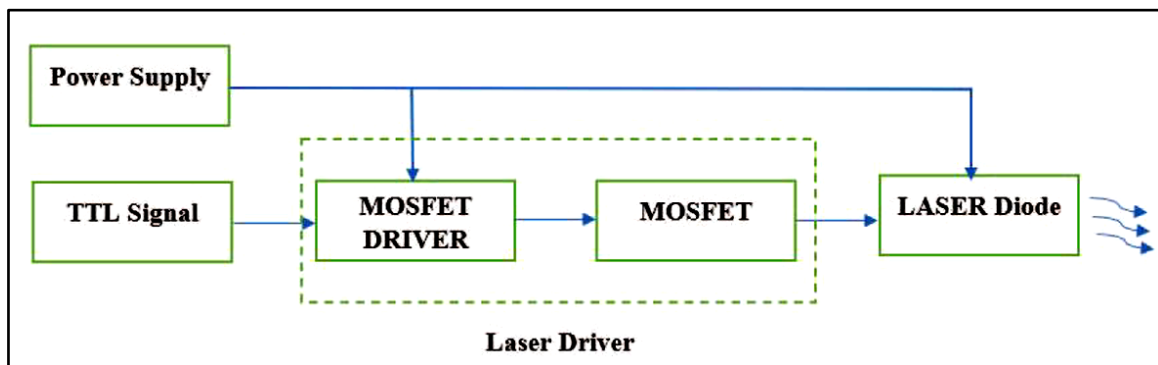 Power Supply
TTL Signal
MOSFET
DRIVER
MOSFET
LASER Diode
Laser Driver